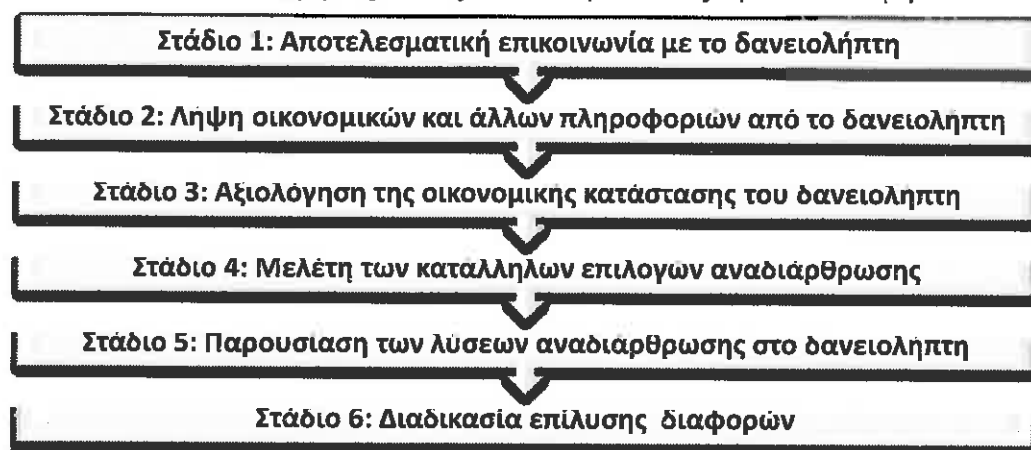 Στάδιο 1: Αποτελεσματική επικοινωνία με το δανειολήπτη
Στάδιο 2: Λήψη οικονομικών και άλλων πληροφοριών από το δανειολήπτη
Στάδιο 3: Αξιολόγηση της οικονομικής κατάστασης του δανειολήπτη
Στάδιο 4: Μελέτη των κατάλληλων επιλογών αναδιάρθρωσης
Στάδιο 5: Παρουσίαση των λύσεων αναδιάρθρωσης στο δανειολήπτη
Στάδιο 6: Διαδικασία επίλυσης διαφορών